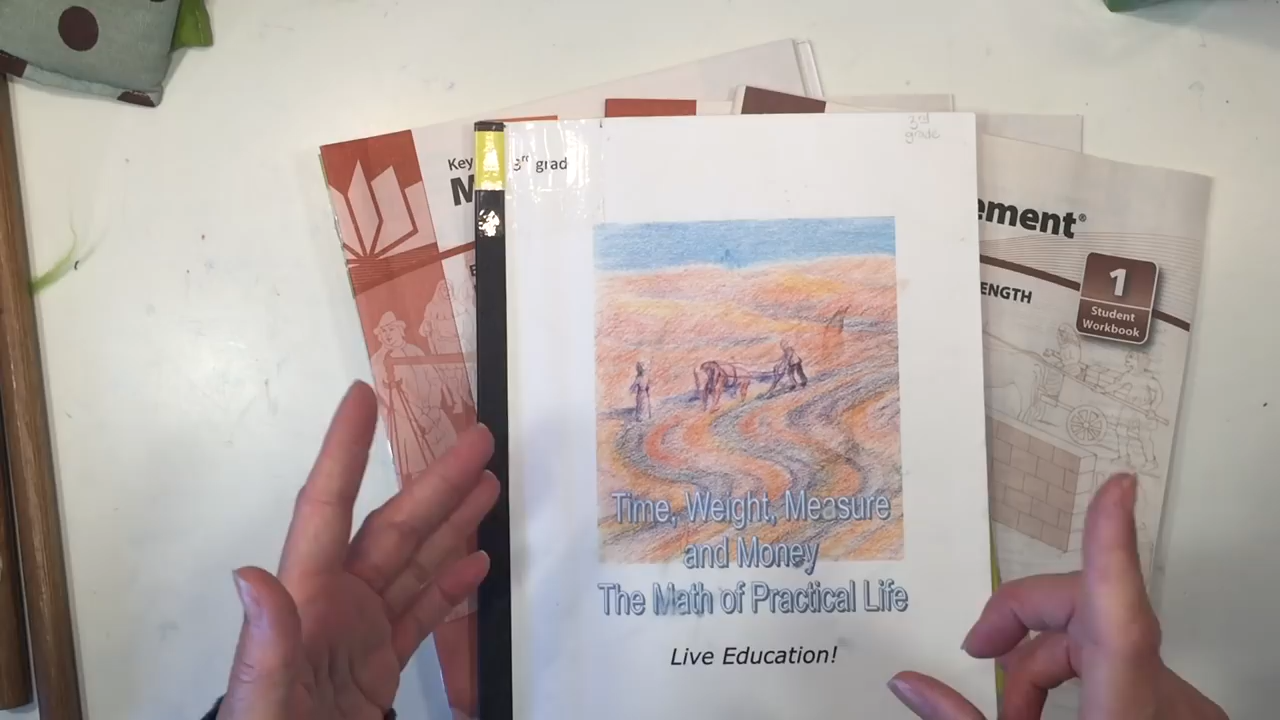 3rd
grade
Key
3rd grad
M
ement®
ENGTH
1
Student
Workbook
Time, Weight, Measure
and Money
The Math of Practical Life
Live Education!